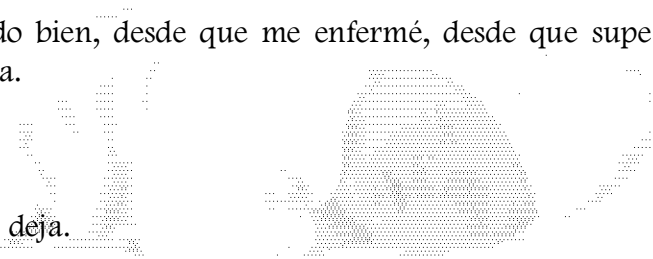 do bien, desde que me enfermé, desde que supe
a.
deja.